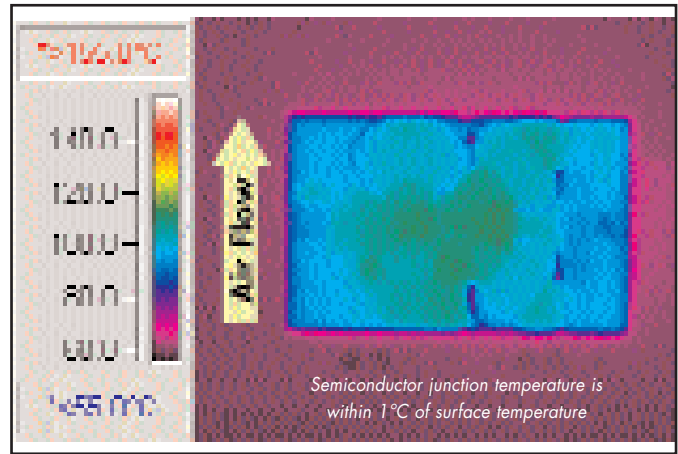 140.0
120.0
100.0
80.0
60.0
Air Flow
Semiconductor junction temperature is
within 1°C of surface temperature